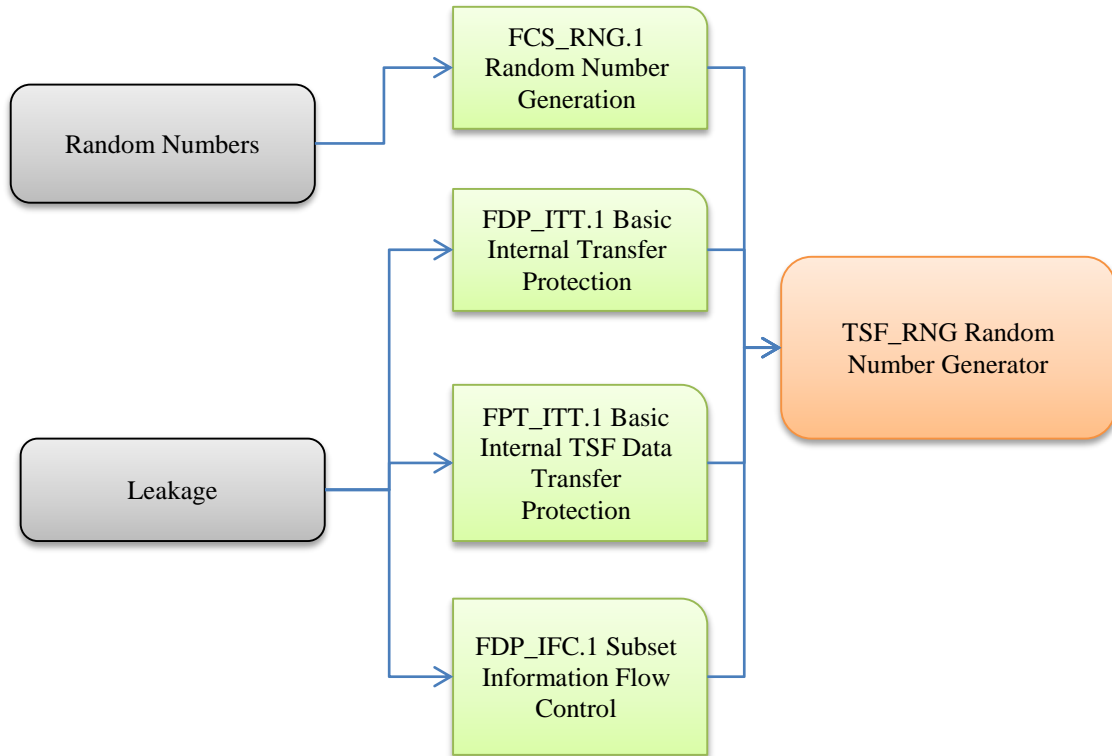 FCS_RNG.1
Random Number
Generation
Random Numbers
FDP_ITT.1 Basic
Internal Transfer
Protection
TSF_RNG Random
Number Generator
FPT_ITT.1 Basic
Internal TSF Data
Transfer
Protection
Leakage
FDP_IFC.1 Subset
Information Flow
Control